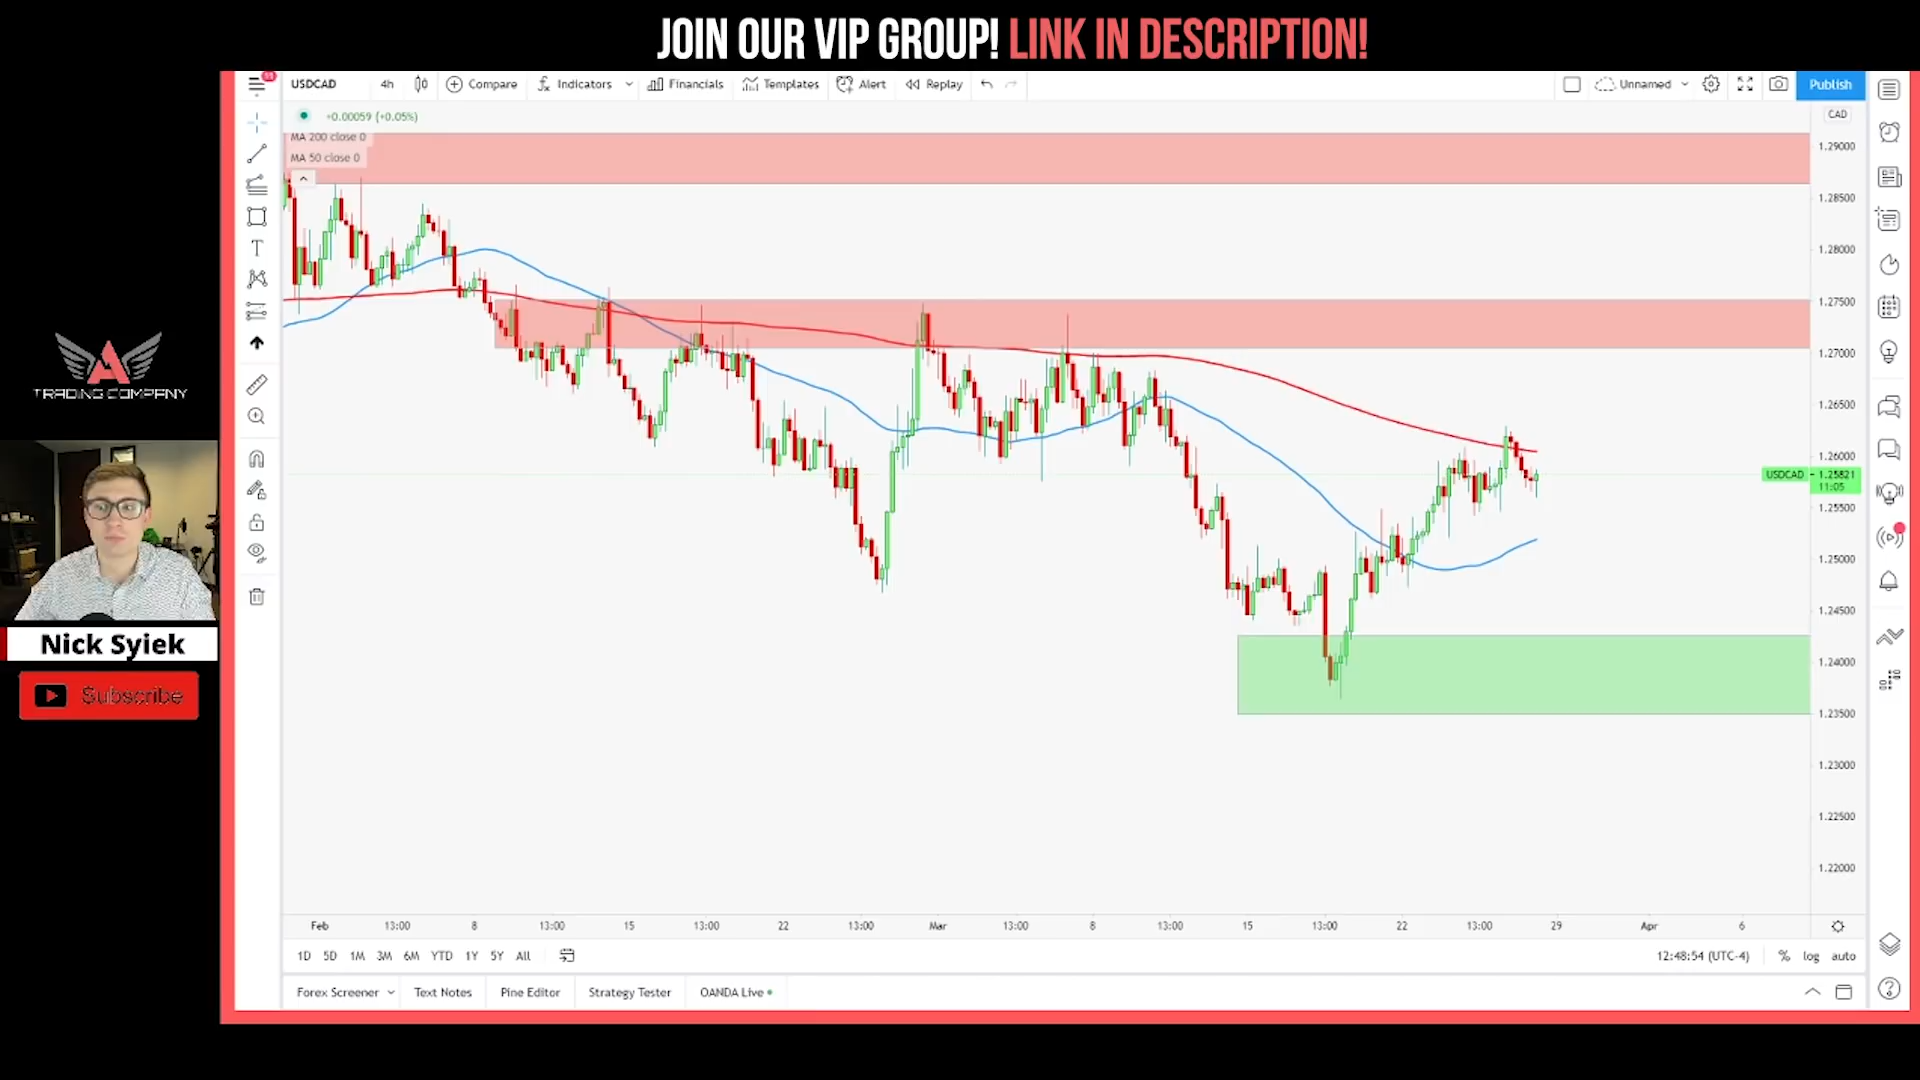 JOIN OUR VIP GROUP! LINK IN DESCRIPTION!
11
USDCAD 4h Compare Indicators Financials Templates Alert Replay Unnamed Publish
+0.00059 (+0.05%)
CAD
MA 200 close 0
MA 50 close 0
1.29000
1.28500
1.28000
1.27500
1.27000
1.26500
1.26000
USDCAD 1.25821
11:05
1.25500
1.25000
1.24500
1.24000
1.23500
1.23000
1.22500
1.22000
A
TRADING COMPANY
Nick Syiek
Subscribe
Feb 13:00 8 13:00 15 13:00 22 13:00 Mar 13:00 8 13:00 15 13:00 22 13:00 29 Apr 6
1D 5D 1M 3M 6M YTD 1Y 5Y All 12:48:54 (UTC-4) % log auto
Forex Screener Text Notes Pine Editor Strategy Tester OANDA Live